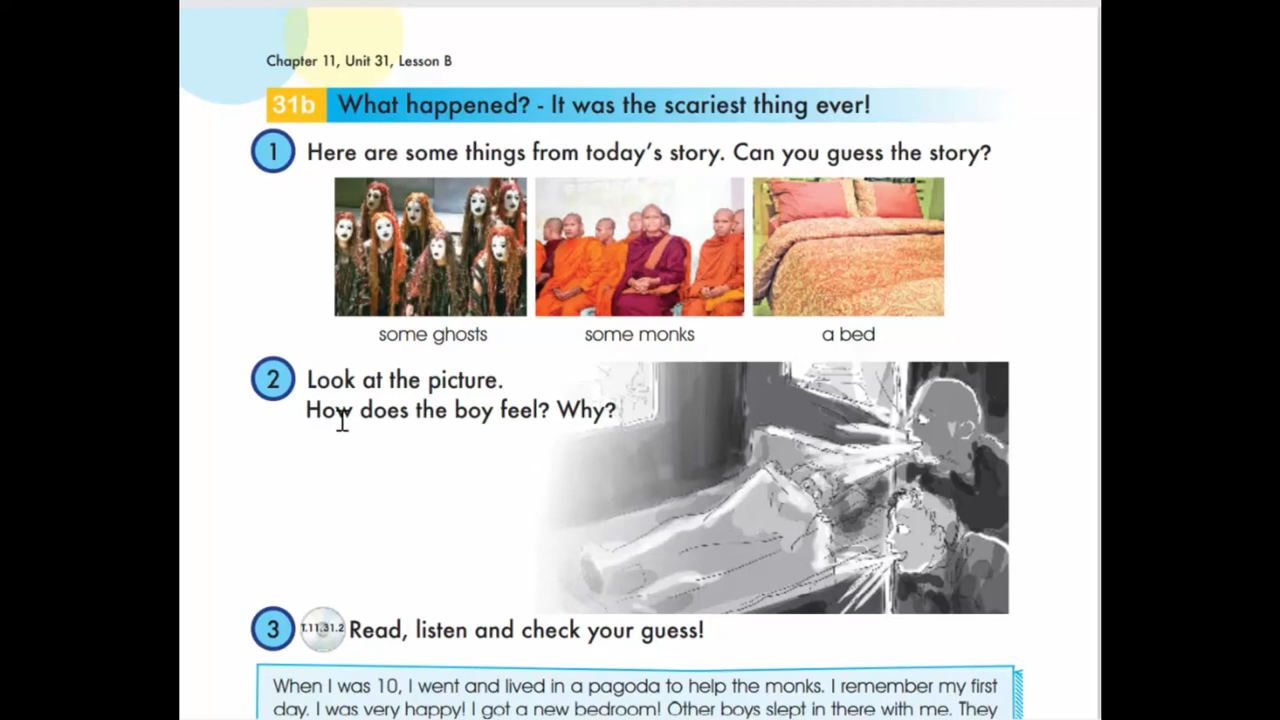 Chapter 11, Unit 31, Lesson B
31b What happened? - It was the scariest thing ever!
1 Here are some things from today's story. Can you guess the story?
some ghosts some monks a bed
2 Look at the picture.
How does the boy feel? Why?
3 T.11.31.2 Read, listen and check your guess!
When I was 10, I went and lived in a pagoda to help the monks. I remember my first
day. I was very happy! I got a new bedroom! Other boys slept in there with me. They